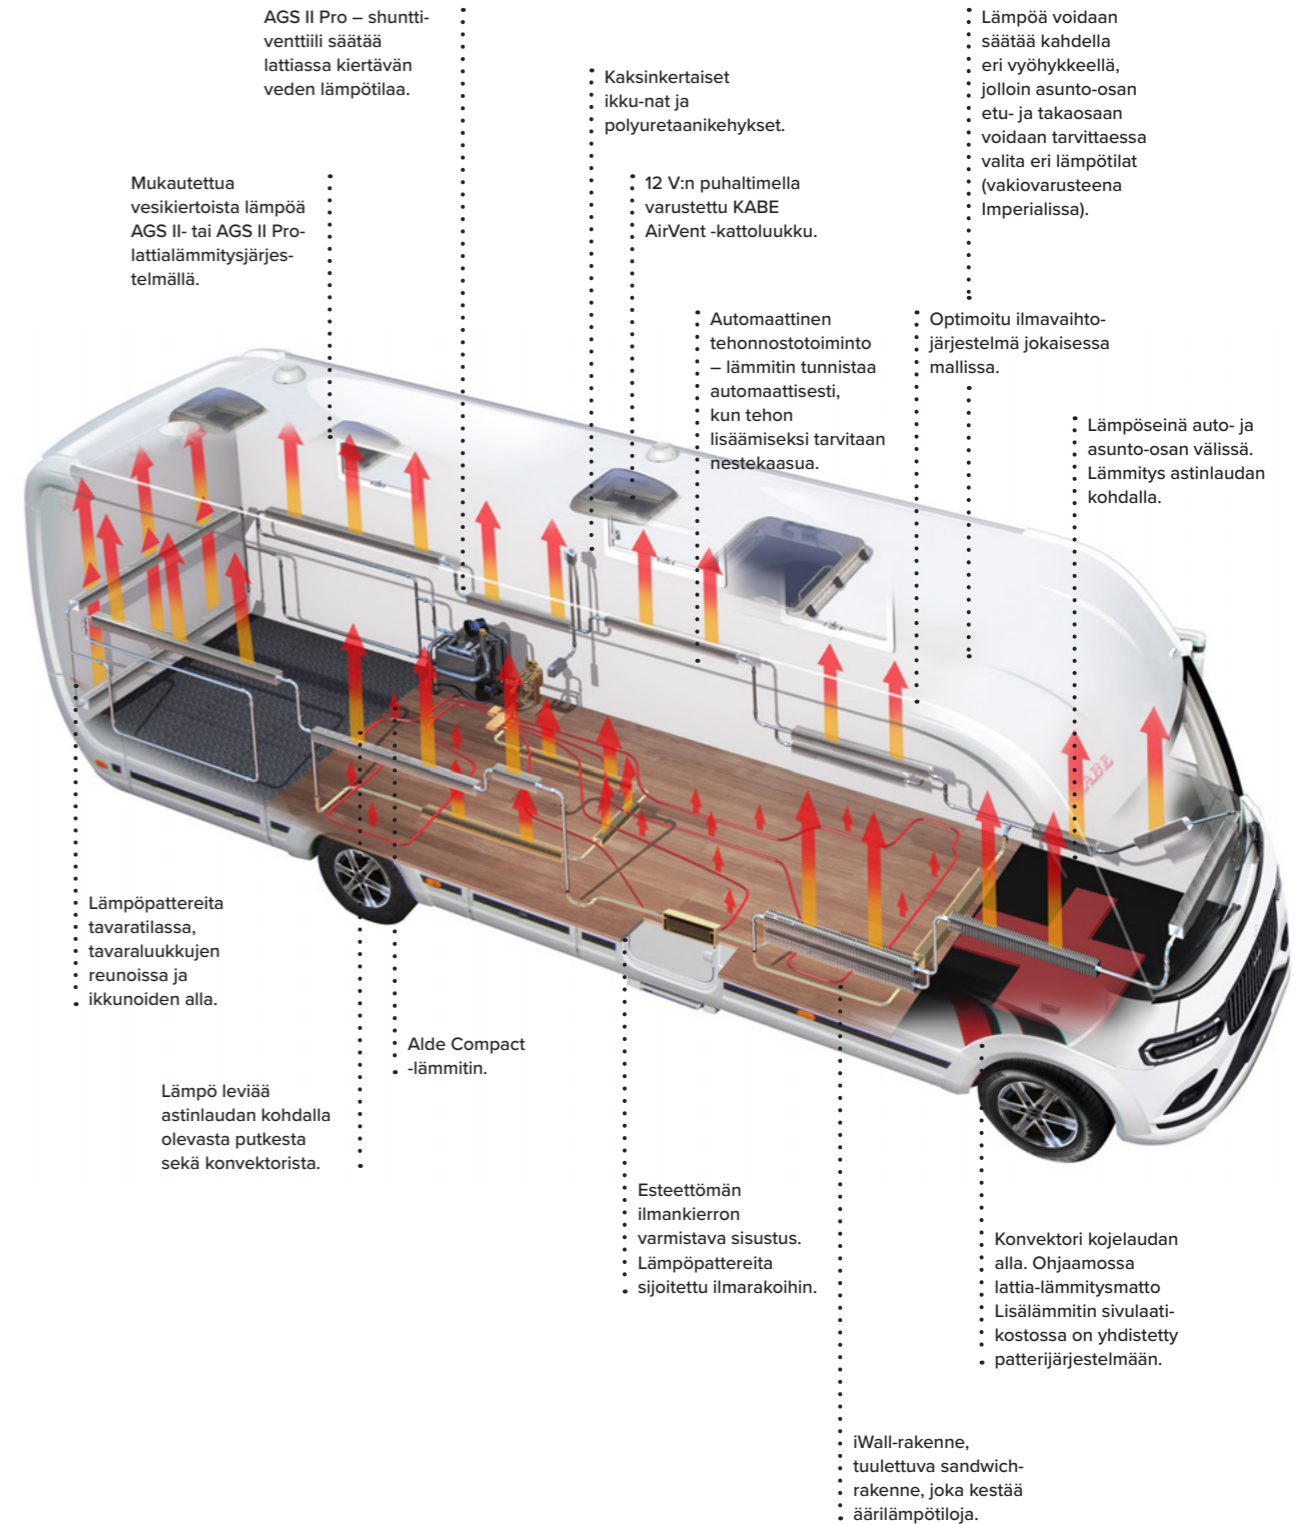 AGS II Pro – shuntti-
venttiili säätää
lattiassa kiertävän
veden lämpötilaa.
Lämpöä voidaan
säätää kahdella
eri vyöhykkeellä,
jolloin asunto-osan
etu- ja takaosaan
voidaan tarvittaessa
valita eri lämpötilat
(vakiovarusteena
Imperialissa).
Kaksinkertaiset
ikku-nat ja
polyuretaanikehykset.
Mukautettua
vesikiertoista lämpöä
AGS II- tai AGS II Pro-
lattialämmitysjärjes-
telmällä.
12 V:n puhaltimella
varustettu KABE
AirVent -kattoluukku.
Automaattinen
tehonnostotoiminto
– lämmitin tunnistaa
automaattisesti,
kun tehon
lisäämiseksi tarvitaan
nestekaasua.
Optimoitu ilmavaihto-
järjestelmä jokaisessa
mallissa.
Lämpöseinä auto- ja
asunto-osan välissä.
Lämmitys astinlaudan
kohdalla.
KABE
Lämpöpattereita
tavaratilassa,
tavaraluukkujen
reunoissa ja
ikkunoiden alla.
Alde Compact
-lämmitin.
Lämpö leviää
astinlaudan kohdalla
olevasta putkesta
sekä konvektorista.
Esteettömän
ilmankierron
varmistava sisustus.
Lämpöpattereita
sijoitettu ilmarakoihin.
Konvektori kojelaudan
alla. Ohjaamossa
lattia-lämmitysmatto
Lisälämmitin sivulaati-
kostossa on yhdistetty
patterijärjestelmään.
iWall-rakenne,
tuulettuva sandwich-
rakenne, joka kestää
äärilämpötiloja.